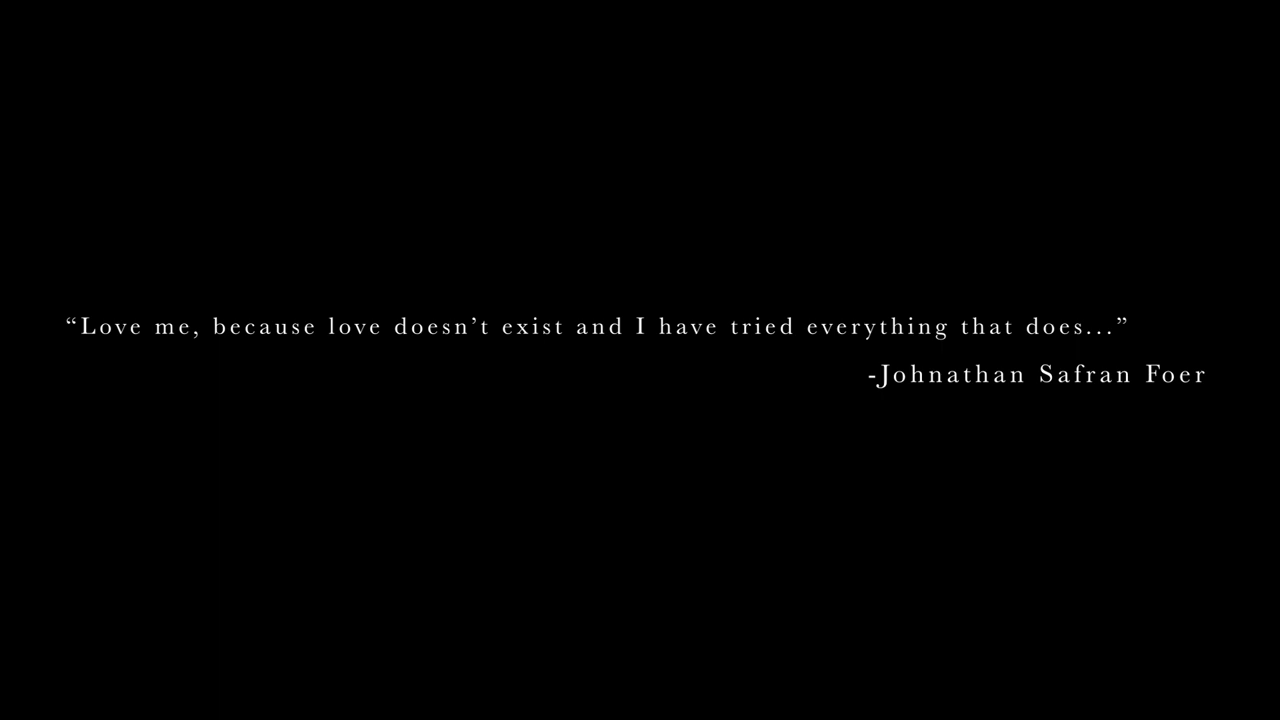 “Love me, because love doesn’t exist and I have tried everything that does...”
-Johnathan Safran Foer